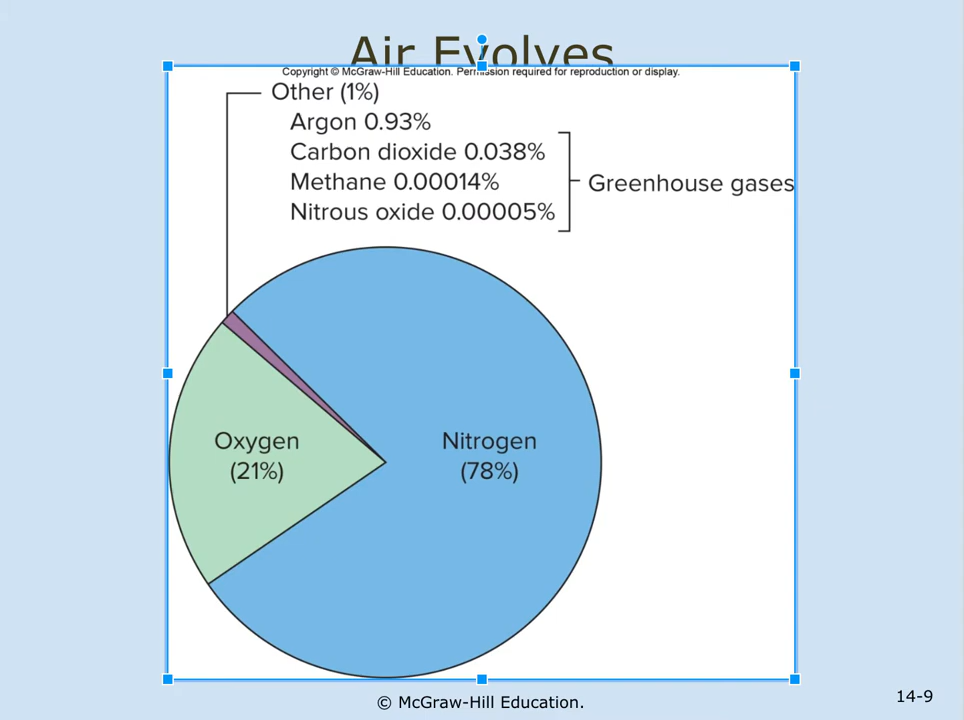 Air Evolves
Copyright © McGraw-Hill Education. Permission required for reproduction or display.
Other (1%)
Argon 0.93%
Carbon dioxide 0.038%
Methane 0.00014%
Nitrous oxide 0.00005%
Greenhouse gases
Oxygen
(21%)
Nitrogen
(78%)
© McGraw-Hill Education.
14-9